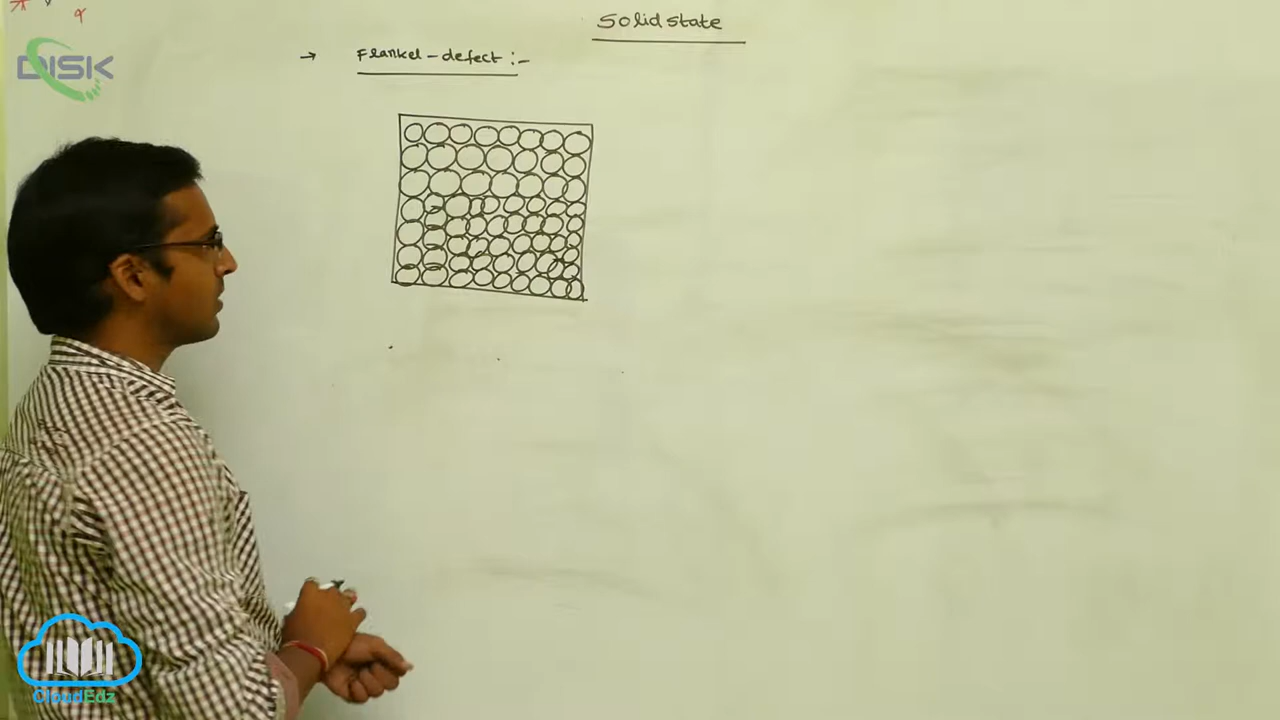 Solid state
→ Frankel-defect :-
DISK
CloudEdz